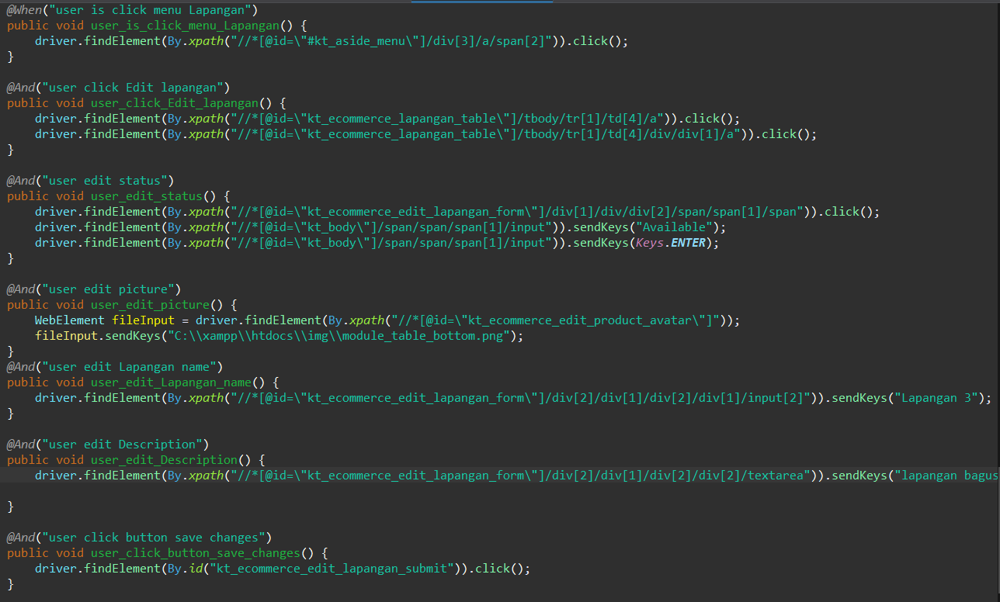 @When("user is click menu Lapangan")
public void user_is_click_menu_Lapangan() {
    driver.findElement(By.xpath("//*[@id=\"#kt_aside_menu\"]/div[3]/a/span[2]")).click();
}

@And("user click Edit lapangan")
public void user_click_Edit_lapangan() {
    driver.findElement(By.xpath("//*[@id=\"kt_ecommerce_lapangan_table\"]/tbody/tr[1]/td[4]/a")).click();
    driver.findElement(By.xpath("//*[@id=\"kt_ecommerce_lapangan_table\"]/tbody/tr[1]/td[4]/div/div[1]/a")).click();
}

@And("user edit status")
public void user_edit_status() {
    driver.findElement(By.xpath("//*[@id=\"kt_ecommerce_edit_lapangan_form\"]/div[1]/div/div[2]/span/span[1]/span")).click();
    driver.findElement(By.xpath("//*[@id=\"kt_body\"]/span/span/span[1]/input")).sendKeys("Available");
    driver.findElement(By.xpath("//*[@id=\"kt_body\"]/span/span/span[1]/input")).sendKeys(Keys.ENTER);
}

@And("user edit picture")
public void user_edit_picture() {
    WebElement fileInput = driver.findElement(By.xpath("//*[@id=\"kt_ecommerce_edit_product_avatar\"]"));
    fileInput.sendKeys("C:\\xampp\\htdocs\\img\\module_table_bottom.png");
}
@And("user edit Lapangan name")
public void user_edit_Lapangan_name() {
    driver.findElement(By.xpath("//*[@id=\"kt_ecommerce_edit_lapangan_form\"]/div[2]/div[1]/div[2]/div[1]/input[2]")).sendKeys("Lapangan 3");
}

@And("user edit Description")
public void user_edit_Description() {
    driver.findElement(By.xpath("//*[@id=\"kt_ecommerce_edit_lapangan_form\"]/div[2]/div[1]/div[2]/div[2]/textarea")).sendKeys("lapangan bagus

}

@And("user click button save changes")
public void user_click_button_save_changes() {
    driver.findElement(By.id("kt_ecommerce_edit_lapangan_submit")).click();
}